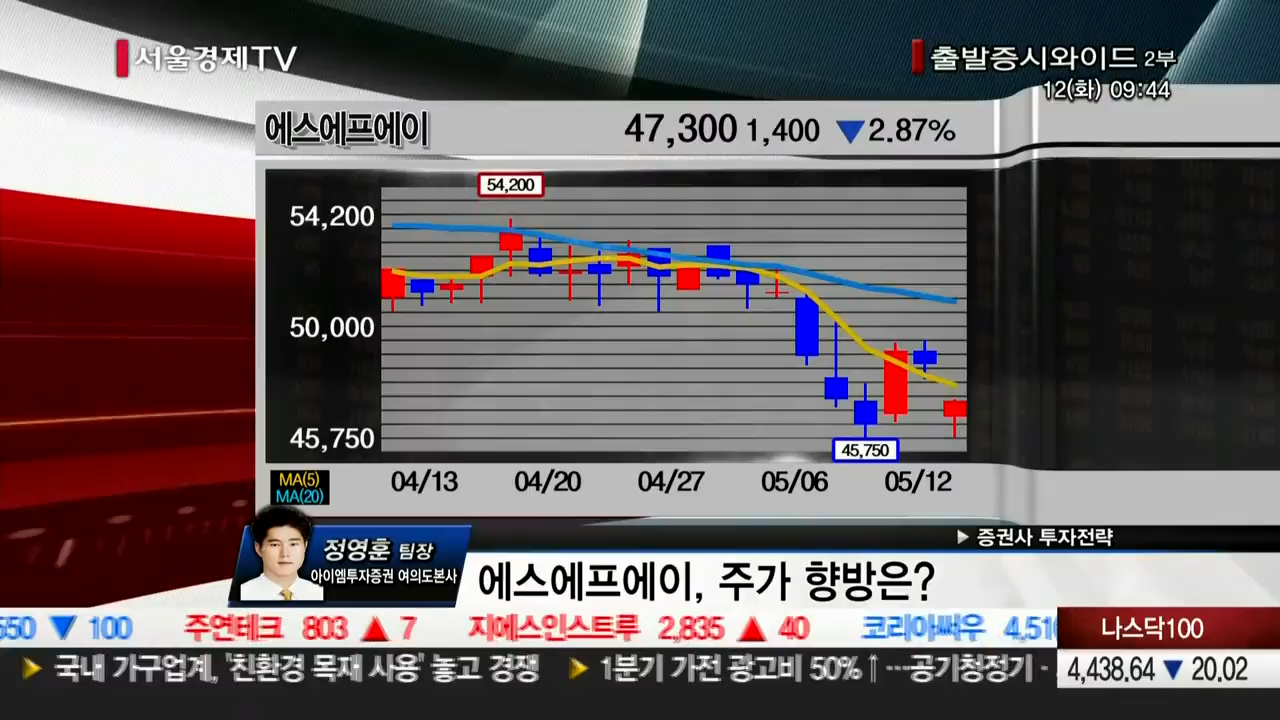 서울경제TV
출발증시와이드 2부
12(화) 09:44
에스에프에이 47,300 1,400 ▼2.87%
54,200
54,200
50,000
45,750
45,750
04/13 04/20 04/27 05/06 05/12
MA(5)
MA(20)
▶ 증권사 투자전략
정영훈 팀장
아이엠투자증권 여의도본사
에스에프에이, 주가 향방은?
550 ▼ 100 주연테크 803 ▲ 7 지에스인스트루 2,835 ▲ 40 코리아써우 4,510
나스닥100
▶ 국내 가구업계, '친환경 목재 사용' 놓고 경쟁 ▶ 1분기 가전 광고비 50%↑…공기청정기
4,438.64 ▼ 20.02